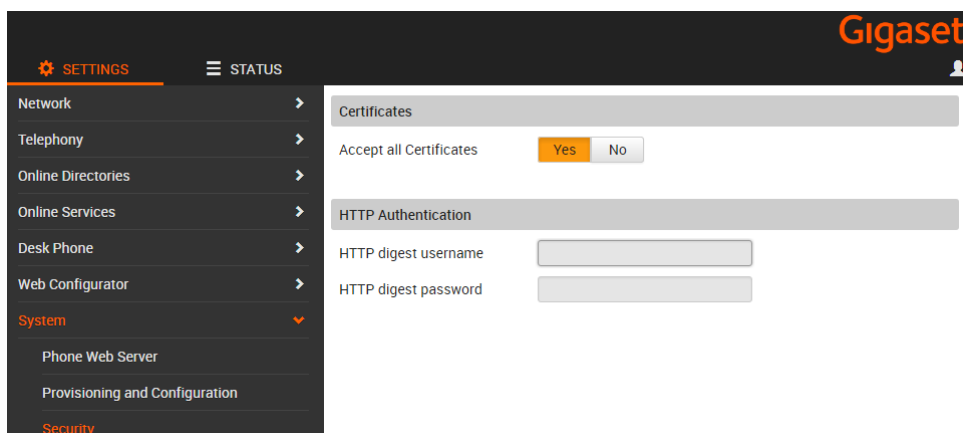 Gigaset
SETTINGS
STATUS
Network
Telephony
Online Directories
Online Services
Desk Phone
Web Configurator
System
Phone Web Server
Provisioning and Configuration
Security
Certificates
Accept all Certificates Yes No
HTTP Authentication
HTTP digest username
HTTP digest password